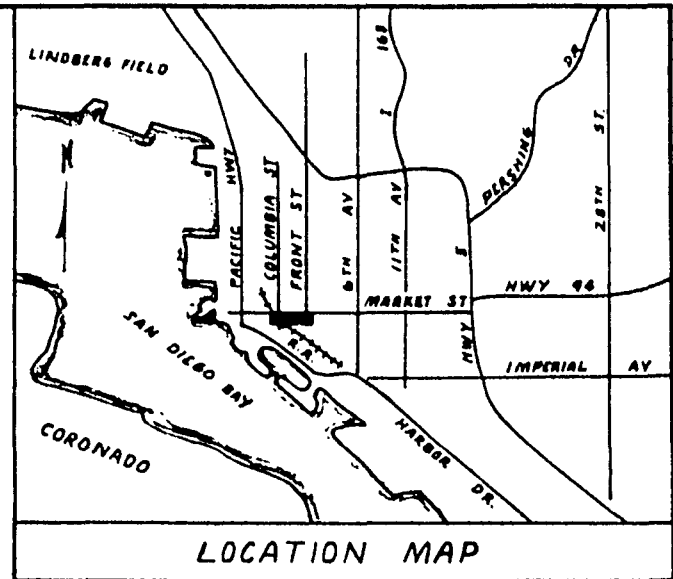 LINDBERG FIELD
PACIFIC HWY
COLUMBIA ST
FRONT ST
6TH AV
11TH AV
I 163
PERSHING DR
28TH ST.
HWY 94
MARKET ST
HWY 5
IMPERIAL AV
R.R.
SAN DIEGO BAY
HARBOR DR.
CORONADO
LOCATION MAP